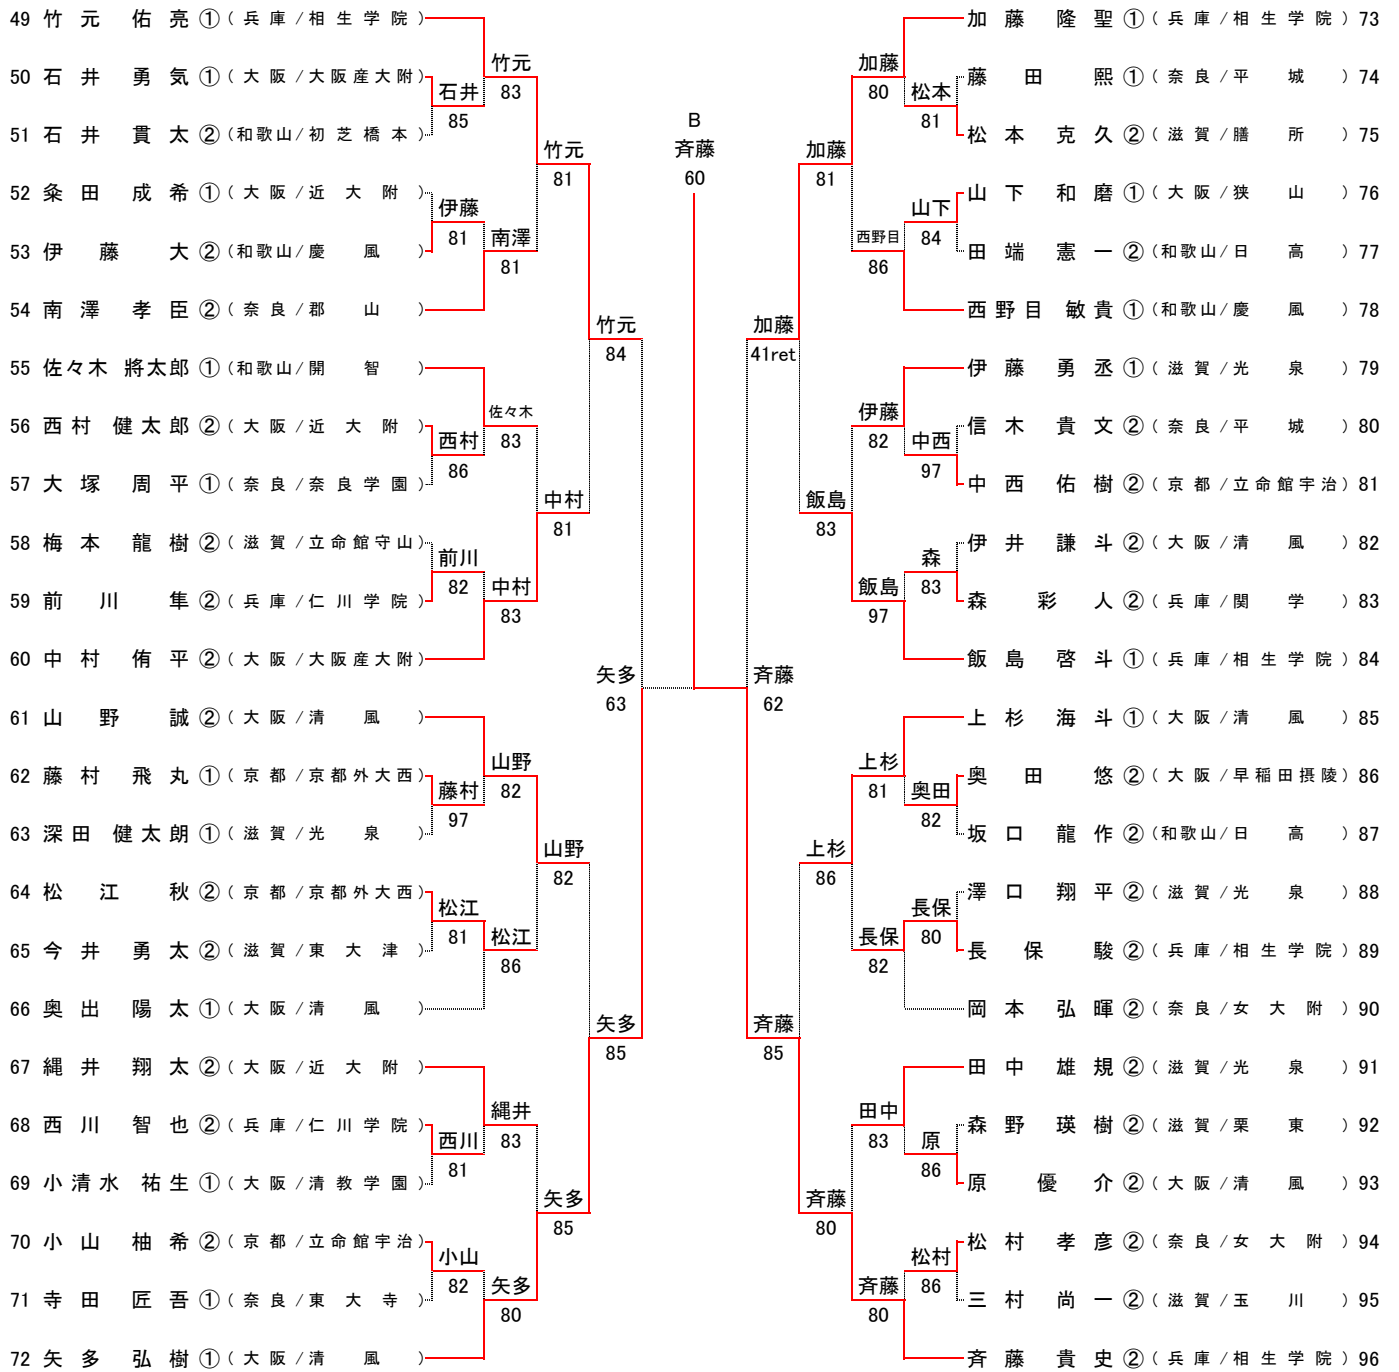 49 竹元 佑亮 ① (兵庫/相生学院)
50 石井 勇気 ① (大阪/大阪産大附)
51 石井 貫太 ② (和歌山/初芝橋本)
52 粂田 成希 ① (大阪/近大附)
53 伊藤 大 ② (和歌山/慶風)
54 南澤 孝臣 ② (奈良/郡山)
55 佐々木 將太郎 ① (和歌山/開智)
56 西村 健太郎 ② (大阪/近大附)
57 大塚 周平 ① (奈良/奈良学園)
58 梅本 龍樹 ② (滋賀/立命館守山)
59 前川 隼 ② (兵庫/仁川学院)
60 中村 侑平 ② (大阪/大阪産大附)
61 山野 誠 ② (大阪/清風)
62 藤村 飛丸 ① (京都/京都外大西)
63 深田 健太朗 ① (滋賀/光泉)
64 松江 秋 ② (京都/京都外大西)
65 今井 勇太 ② (滋賀/東大津)
66 奥出 陽太 ① (大阪/清風)
67 縄井 翔太 ② (大阪/近大附)
68 西川 智也 ② (兵庫/仁川学院)
69 小清水 祐生 ① (大阪/清教学園)
70 小山 柚希 ② (京都/立命館宇治)
71 寺田 匠吾 ① (奈良/東大寺)
72 矢多 弘樹 ① (大阪/清風)
石井
85
伊藤
81
西村
86
前川
82
藤村
97
松江
81
西川
81
小山
82
竹元
83
南澤
81
佐々木
83
中村
83
山野
82
松江
86
縄井
83
矢多
80
竹元
81
中村
81
山野
82
矢多
85
竹元
84
矢多
85
矢多
63
B
斉藤
60
斉藤
62
加藤
41ret
斉藤
85
加藤
81
飯島
83
上杉
86
斉藤
80
加藤
80
西野目
86
伊藤
82
飯島
97
上杉
81
長保
82
田中
83
斉藤
80
松本
81
山下
84
中西
97
森
83
奥田
82
長保
80
原
86
松村
86
加藤 隆聖 ① (兵庫/相生学院) 73
藤田 熙 ① (奈良/平城) 74
松本 克久 ② (滋賀/膳所) 75
山下 和磨 ① (大阪/狭山) 76
田端 憲一 ② (和歌山/日高) 77
西野目 敏貴 ① (和歌山/慶風) 78
伊藤 勇丞 ① (滋賀/光泉) 79
信木 貴文 ② (奈良/平城) 80
中西 佑樹 ② (京都/立命館宇治) 81
伊井 謙斗 ② (大阪/清風) 82
森 彩人 ② (兵庫/関学) 83
飯島 啓斗 ① (兵庫/相生学院) 84
上杉 海斗 ① (大阪/清風) 85
奥田 悠 ② (大阪/早稲田摂陵) 86
坂口 龍作 ② (和歌山/日高) 87
澤口 翔平 ② (滋賀/光泉) 88
長保 駿 ② (兵庫/相生学院) 89
岡本 弘暉 ② (奈良/女大附) 90
田中 雄規 ② (滋賀/光泉) 91
森野 瑛樹 ② (滋賀/栗東) 92
原 優介 ② (大阪/清風) 93
松村 孝彦 ② (奈良/女大附) 94
三村 尚一 ② (滋賀/玉川) 95
斉藤 貴史 ② (兵庫/相生学院) 96